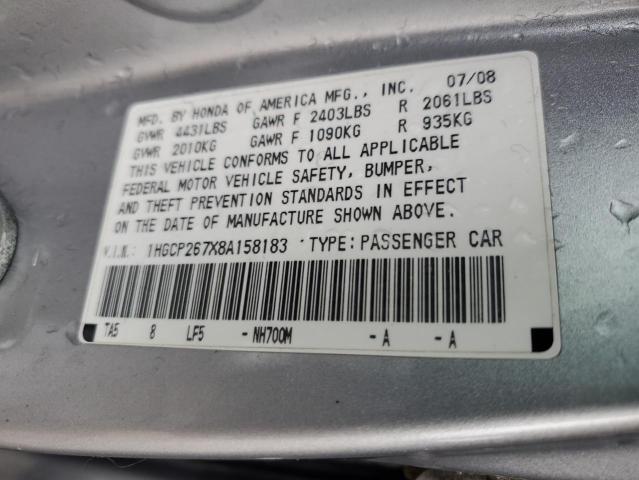 MFD. BY HONDA OF AMERICA MFG., INC. 07/08
GVWR 4431LBS GAWR F 2403LBS R 2061LBS
GVWR 2010KG GAWR F 1090KG R 935KG
THIS VEHICLE CONFORMS TO ALL APPLICABLE
FEDERAL MOTOR VEHICLE SAFETY, BUMPER,
AND THEFT PREVENTION STANDARDS IN EFFECT
ON THE DATE OF MANUFACTURE SHOWN ABOVE.
V.I.N.: 1HGCP267X8A158183 TYPE:PASSENGER CAR
TA5 8 LF5 -NH700M -A -A